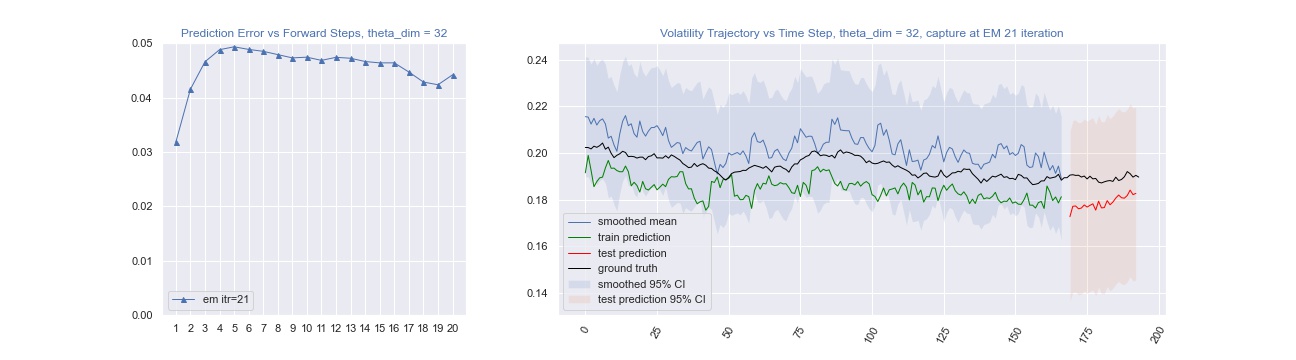 Prediction Error vs Forward Steps, theta_dim = 32
0.05
0.04
0.03
0.02
0.01
0.00
em itr=21
1 2 3 4 5 6 7 8 9 10 11 12 13 14 15 16 17 18 19 20
Volatility Trajectory vs Time Step, theta_dim = 32, capture at EM 21 iteration
0.24
0.22
0.20
0.18
0.16
0.14
smoothed mean
train prediction
test prediction
ground truth
smoothed 95% CI
test prediction 95% CI
0 25 50 75 100 125 150 175 200